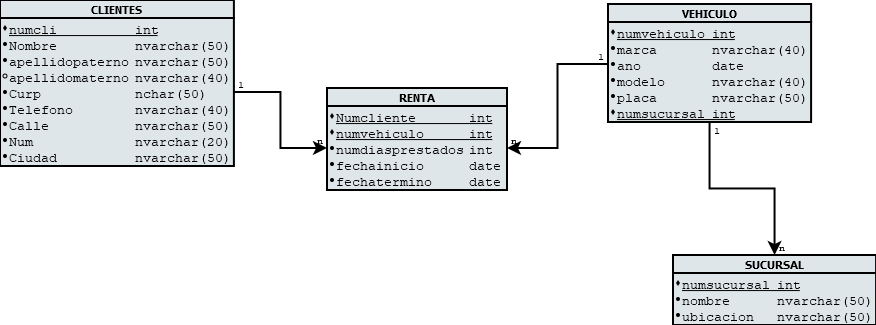 CLIENTES
numcli int
Nombre nvarchar(50)
apellidopaterno nvarchar(50)
apellidomaterno nvarchar(40)
Curp nchar(50)
Telefono nvarchar(40)
Calle nvarchar(50)
Num nvarchar(20)
Ciudad nvarchar(50)
1
n
RENTA
Numcliente int
numvehiculo int
numdiasprestados int
fechainicio date
fechatermino date
1
n
VEHICULO
numvehiculo int
marca nvarchar(40)
ano date
modelo nvarchar(40)
placa nvarchar(50)
numsucursal int
1
n
SUCURSAL
numsucursal int
nombre nvarchar(50)
ubicacion nvarchar(50)